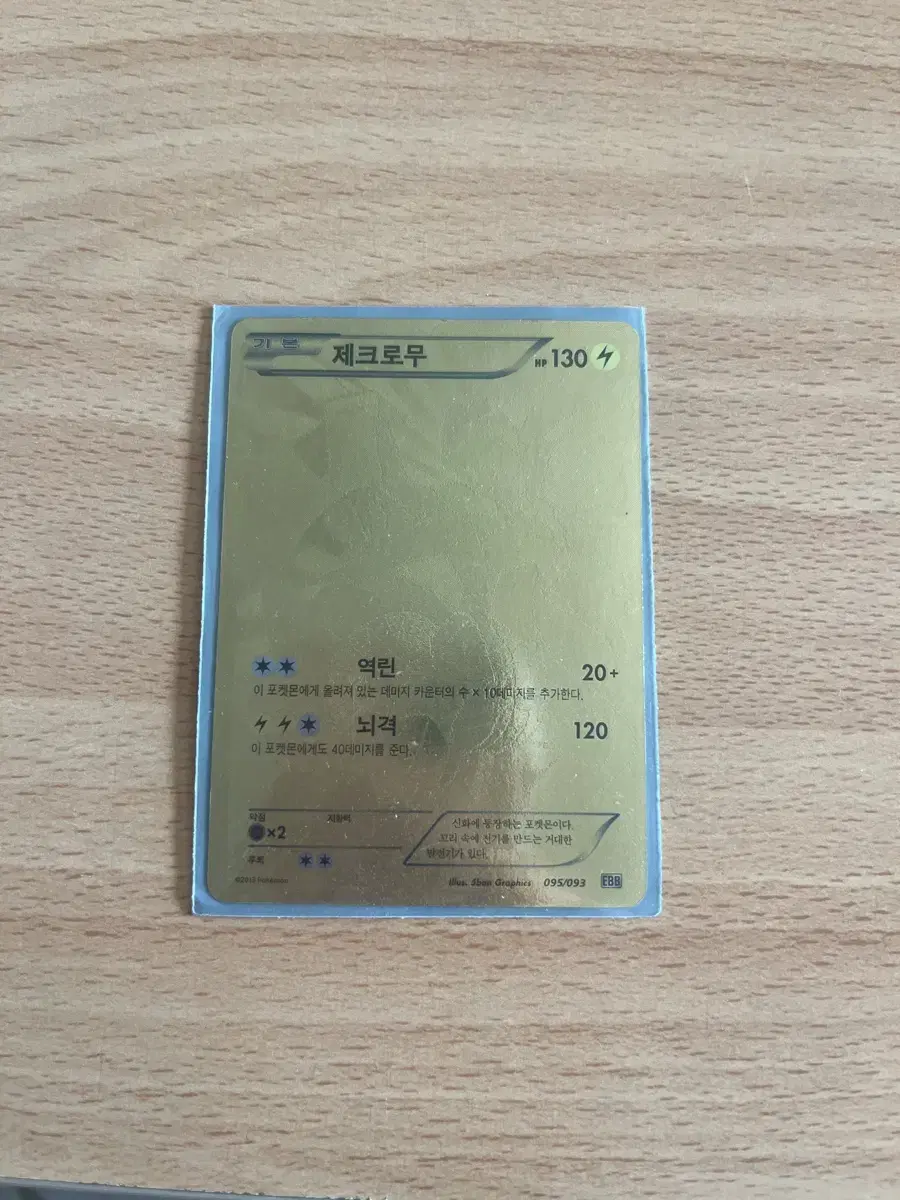 기본 제크로무 HP 130
역린 20+
이 포켓몬에게 올려져 있는 데미지 카운터의 수 × 10데미지를 추가한다.
뇌격 120
이 포켓몬에게도 40데미지를 준다.
약점 저항력
×2
신화에 등장하는 포켓몬이다.
꼬리 속에 전기를 만드는 거대한
발전기가 있다.
후퇴
©2013 Pokémon
Illus. 5ban Graphics 095/093 EBB